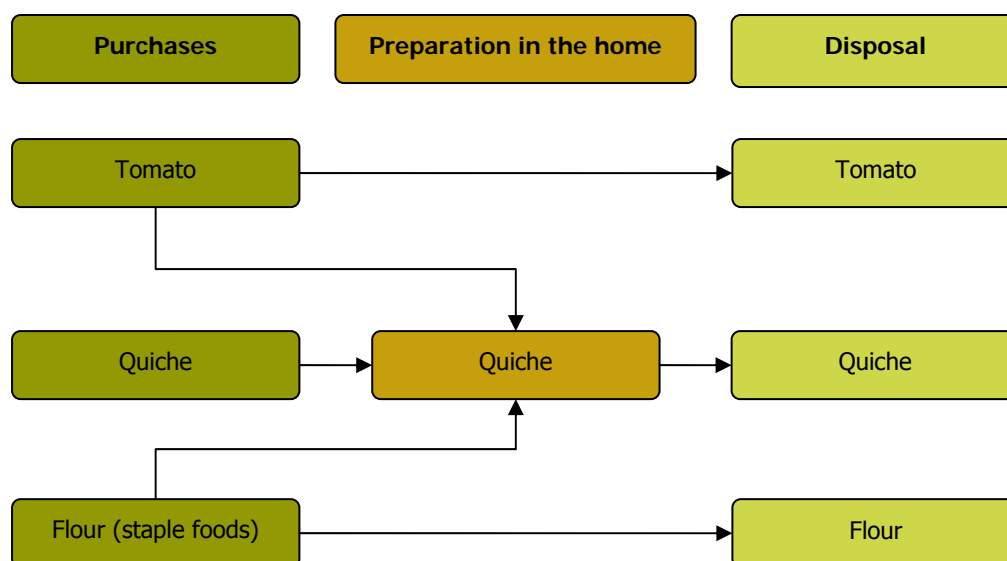 Purchases
Preparation in the home
Disposal
Tomato
Tomato
Quiche
Quiche
Quiche
Flour (staple foods)
Flour